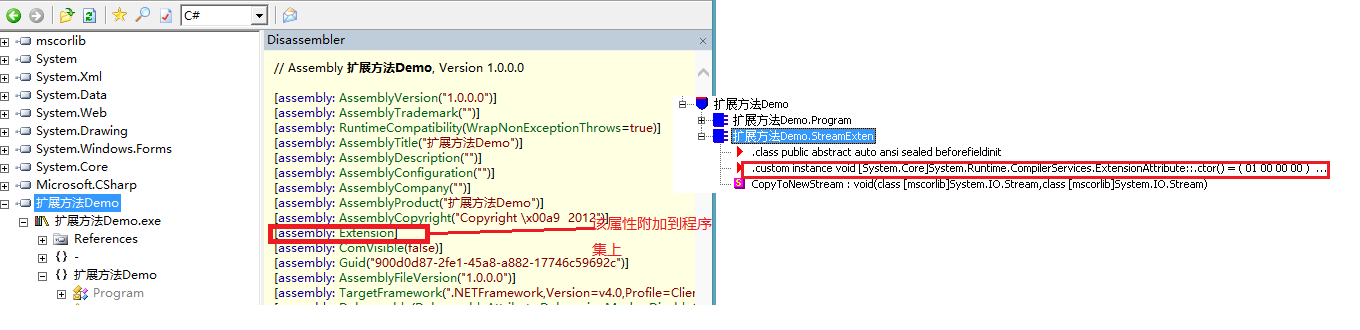 C#
mscorlib
System
System.Xml
System.Data
System.Web
System.Drawing
System.Windows.Forms
System.Core
Microsoft.CSharp
扩展方法Demo
扩展方法Demo.exe
References
{} -
{} 扩展方法Demo
Program
Disassembler
// Assembly 扩展方法Demo, Version 1.0.0.0
[assembly: AssemblyVersion("1.0.0.0")]
[assembly: AssemblyTrademark("")]
[assembly: RuntimeCompatibility(WrapNonExceptionThrows=true)]
[assembly: AssemblyTitle("扩展方法Demo")]
[assembly: AssemblyDescription("")]
[assembly: AssemblyConfiguration("")]
[assembly: AssemblyCompany("")]
[assembly: AssemblyProduct("扩展方法Demo")]
[assembly: AssemblyCopyright("Copyright \x00a9 2012")]
[assembly: Extension]
[assembly: ComVisible(false)]
[assembly: Guid("900d0d87-2fe1-45a8-a882-17746c59692c")]
[assembly: AssemblyFileVersion("1.0.0.0")]
[assembly: TargetFramework(".NETFramework,Version=v4.0,Profile=Clien
该属性附加到程序
集上
扩展方法Demo
扩展方法Demo.Program
扩展方法Demo.StreamExten
.class public abstract auto ansi sealed beforefieldinit
.custom instance void [System.Core]System.Runtime.CompilerServices.ExtensionAttribute::.ctor() = ( 01 00 00 00 ) ...
S CopyToNewStream : void(class [mscorlib]System.IO.Stream,class [mscorlib]System.IO.Stream)